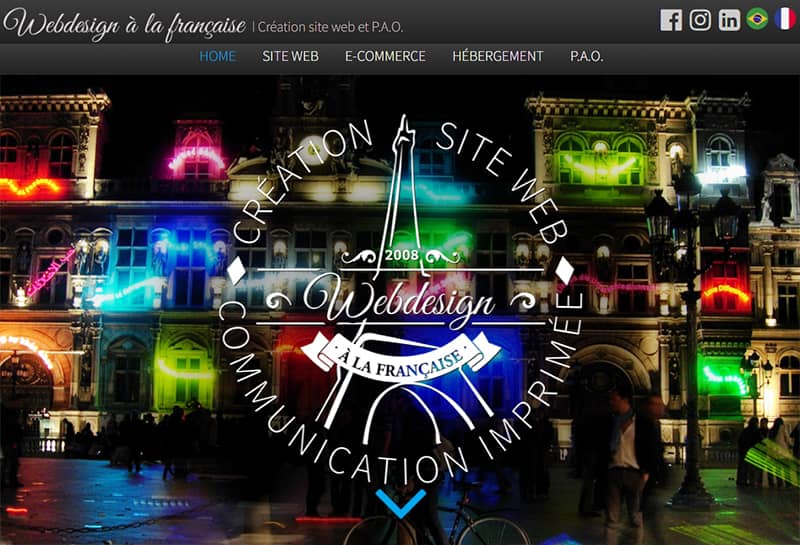 Webdesign à la française | Création site web et P.A.O.
HOME SITE WEB E-COMMERCE HÉBERGEMENT P.A.O.
CRÉATION SITE WEB
2008
Webdesign
· À LA FRANÇAISE ·
COMMUNICATION IMPRIMÉE